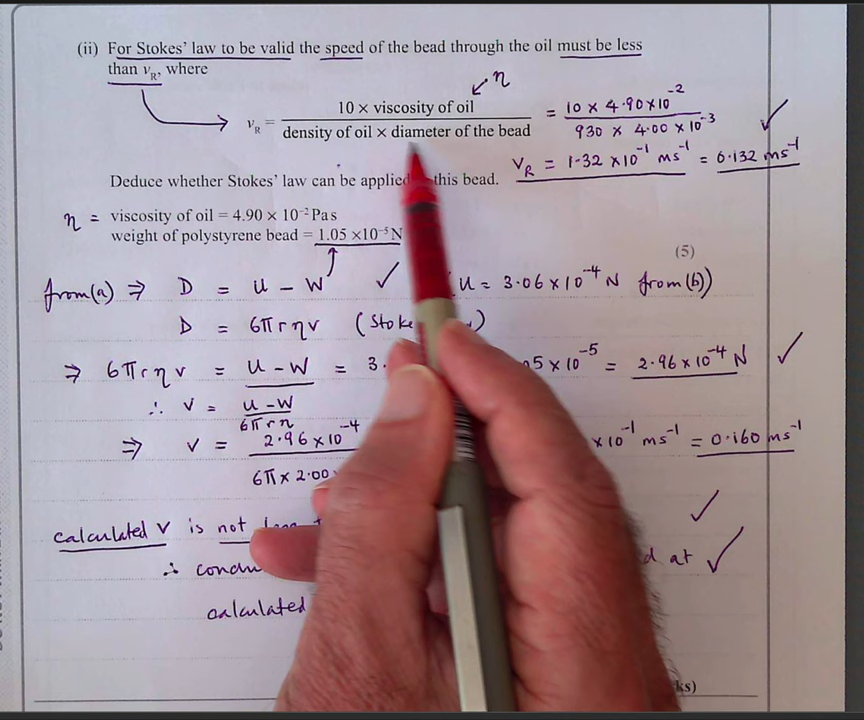 (ii) For Stokes' law to be valid the speed of the bead through the oil must be less
than vR, where
η
vR = 10 × viscosity of oil / density of oil × diameter of the bead = 10 × 4.90×10⁻² / 930 × 4.00 × 10⁻³ ✓
VR = 1.32 ×10⁻¹ ms⁻¹ = 0.132 ms⁻¹
Deduce whether Stokes' law can be applied this bead.
η = viscosity of oil = 4.90 × 10⁻² Pa s
weight of polystyrene bead = 1.05 ×10⁻⁵ N
(5)
from (a) ⇒ D = U − W ✓ (U = 3.06×10⁻⁴ N from (b))
D = 6πrηv (Stoke )
⇒ 6πrηv = U − W = 3. 5 × 10⁻⁵ = 2.96 × 10⁻⁴ N ✓
∴ v = U − W / 6πrη
⇒ v = 2.96 × 10⁻⁴ / 6π × 2.00 × 10⁻¹ ms⁻¹ = 0.160 ms⁻¹
calculated v is not ✓
∴ d at ✓
calculated
ks)